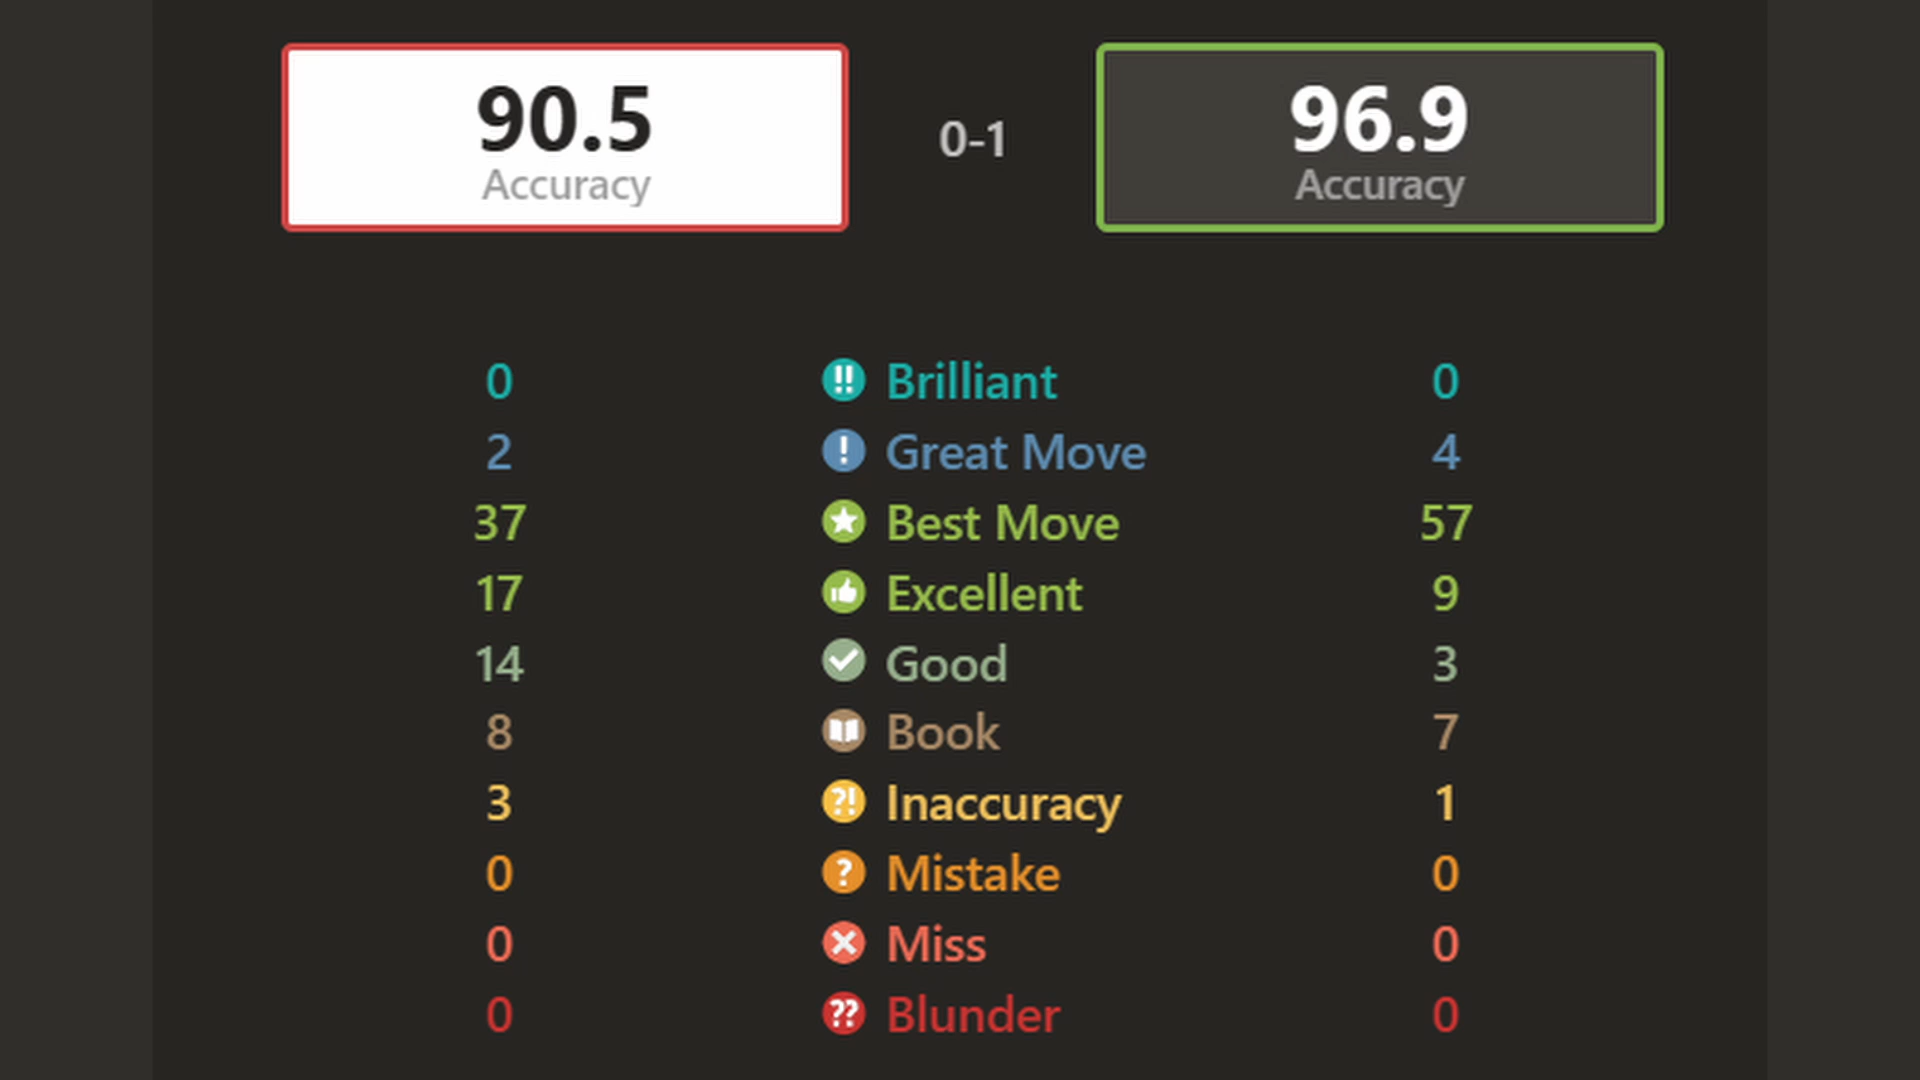 90.5 0-1 96.9
Accuracy Accuracy
0 !! Brilliant 0
2 ! Great Move 4
37 Best Move 57
17 Excellent 9
14 Good 3
8 Book 7
3 ?! Inaccuracy 1
0 ? Mistake 0
0 Miss 0
0 ?? Blunder 0